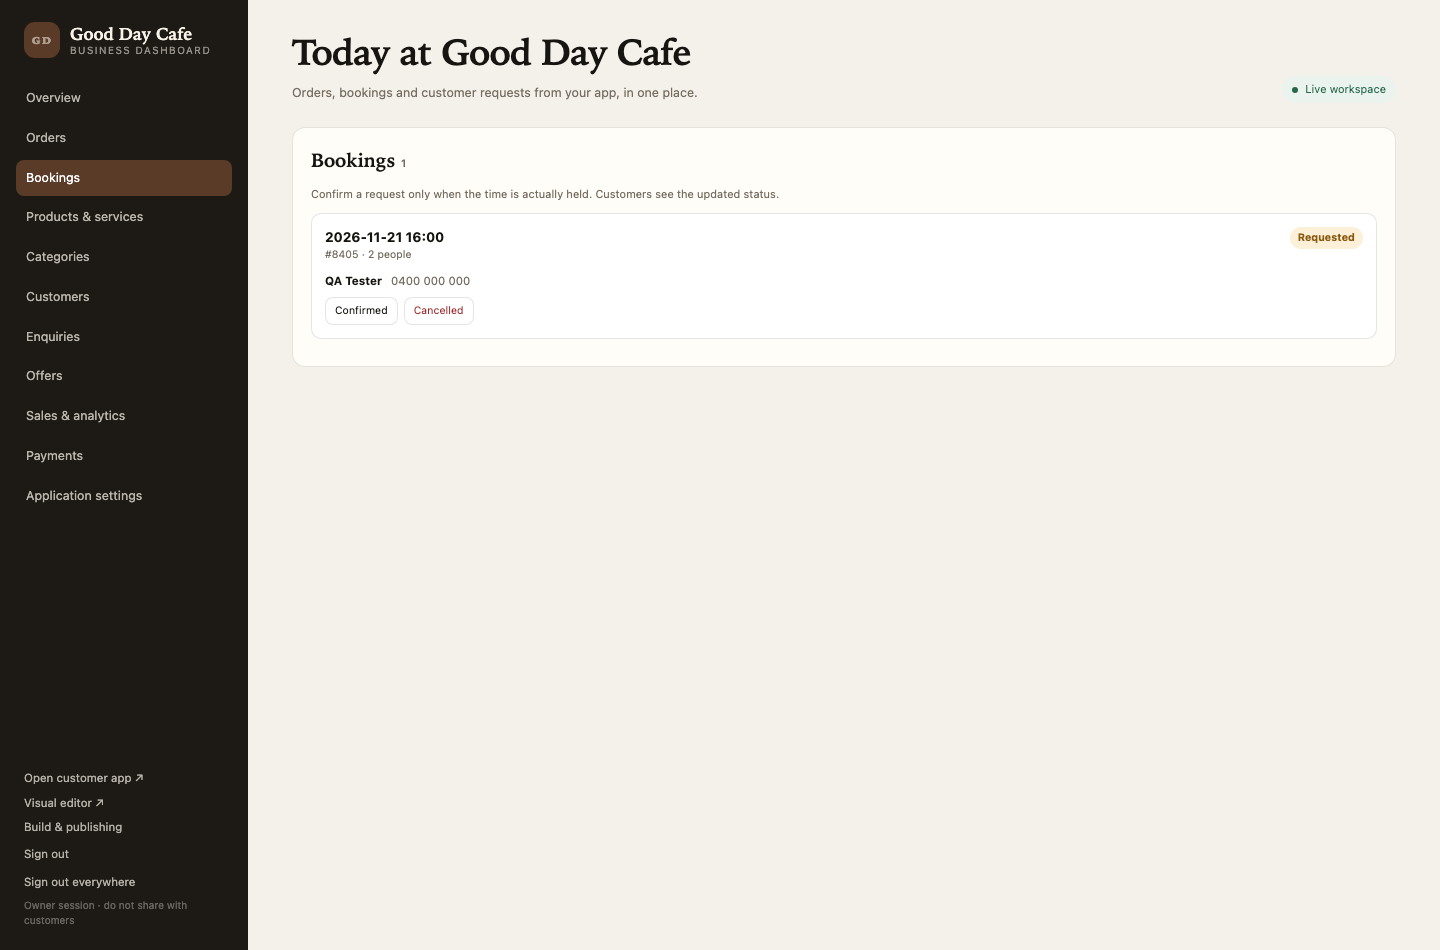 GD
Good Day Cafe
BUSINESS DASHBOARD
Overview
Orders
Bookings
Products & services
Categories
Customers
Enquiries
Offers
Sales & analytics
Payments
Application settings
Open customer app ↗
Visual editor ↗
Build & publishing
Sign out
Sign out everywhere
Owner session · do not share with
customers
Today at Good Day Cafe
Orders, bookings and customer requests from your app, in one place.
Live workspace
Bookings 1
Confirm a request only when the time is actually held. Customers see the updated status.
2026-11-21 16:00
Requested
#8405 · 2 people
QA Tester 0400 000 000
Confirmed Cancelled